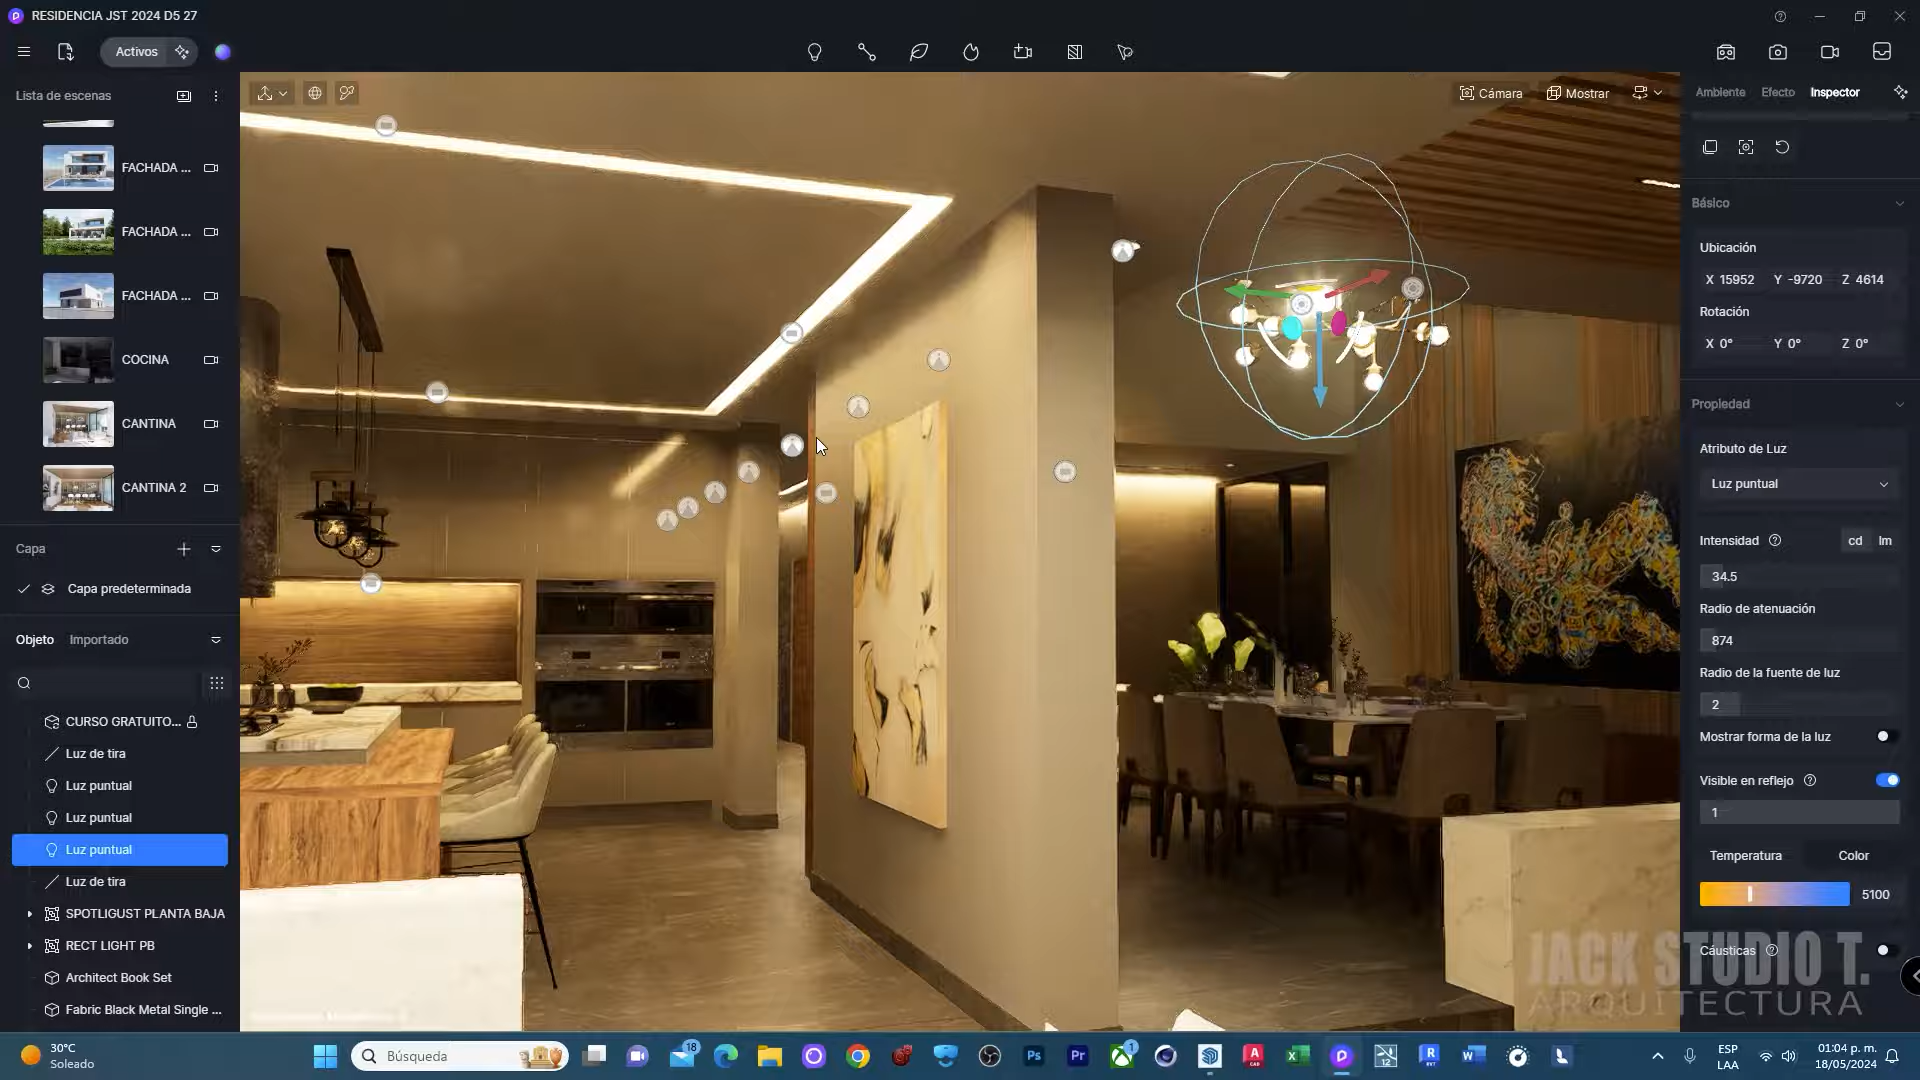 RESIDENCIA JST 2024 D5 27
Activos
Lista de escenas
FACHADA ...
FACHADA ...
FACHADA ...
COCINA
CANTINA
CANTINA 2
Capa
Capa predeterminada
Objeto Importado
CURSO GRATUITO...
Luz de tira
Luz puntual
Luz puntual
Luz puntual
Luz de tira
SPOTLIGUST PLANTA BAJA
RECT LIGHT PB
Architect Book Set
Fabric Black Metal Single ...
Cámara Mostrar
Ambiente Efecto Inspector
Básico
Ubicación
X 15952 Y -9720 Z 4614
Rotación
X 0° Y 0° Z 0°
Propiedad
Atributo de Luz
Luz puntual
Intensidad cd lm
34.5
Radio de atenuación
874
Radio de la fuente de luz
2
Mostrar forma de la luz
Visible en reflejo
1
Temperatura Color
5100
Cáusticas
JACK STUDIO T.
ARQUITECTURA
30°C
Soleado
Búsqueda
18
Ps
Pr
1
12
ESP
LAA
01:04 p. m.
18/05/2024